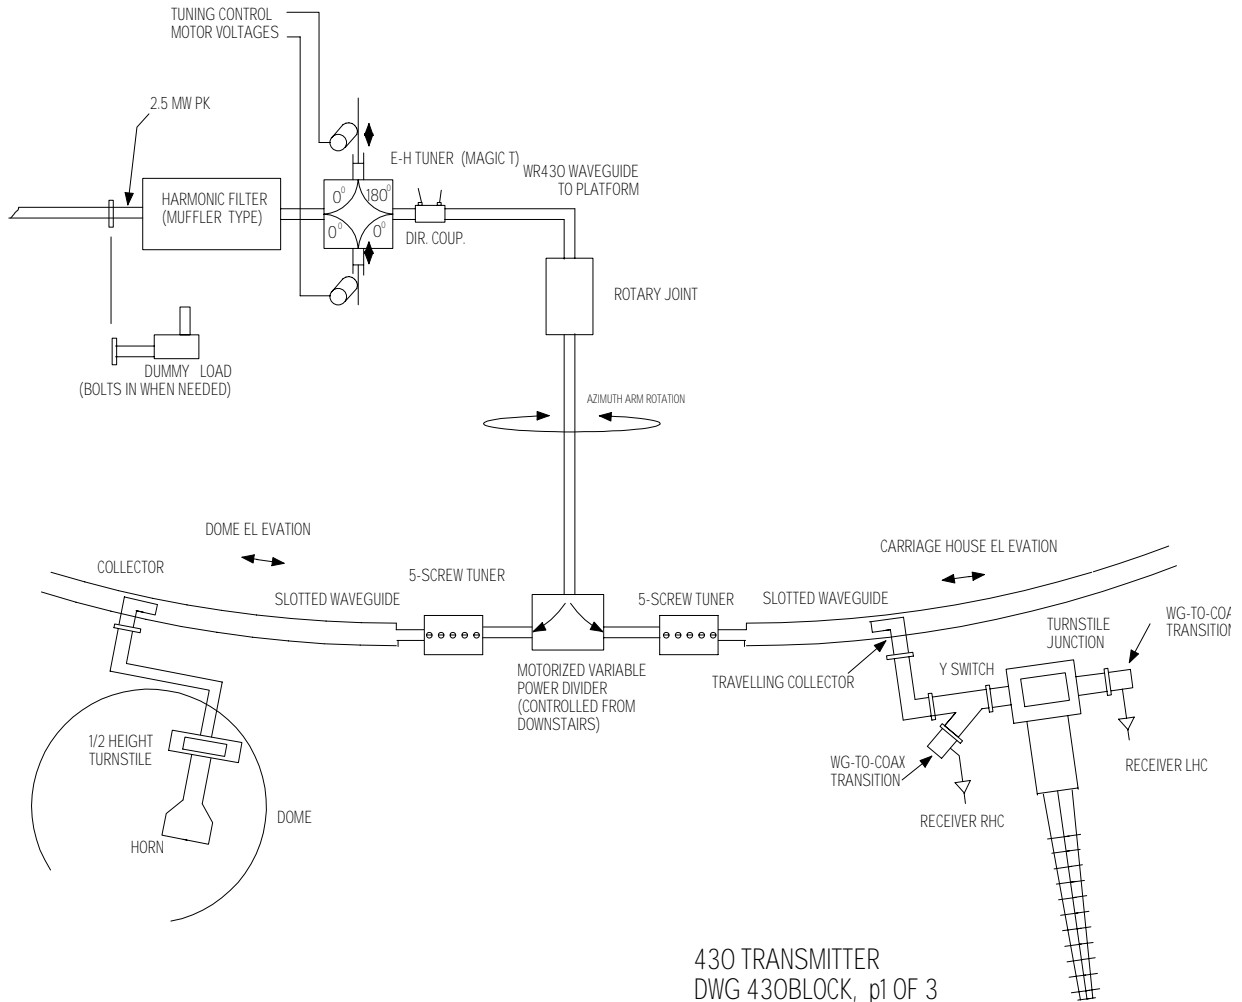 TUNING CONTROL
MOTOR VOLTAGES
2.5 MW PK
E-H TUNER (MAGIC T)
WR430 WAVEGUIDE
TO PLATFORM
HARMONIC FILTER
(MUFFLER TYPE)
0⁰ 180⁰
0⁰ 0⁰
DIR. COUP.
ROTARY JOINT
DUMMY LOAD
(BOLTS IN WHEN NEEDED)
AZIMUTH ARM ROTATION
DOME EL EVATION
CARRIAGE HOUSE EL EVATION
COLLECTOR
5-SCREW TUNER
SLOTTED WAVEGUIDE
5-SCREW TUNER
SLOTTED WAVEGUIDE
TURNSTILE
JUNCTION
WG-TO-COA
TRANSITION
MOTORIZED VARIABLE
POWER DIVIDER
(CONTROLLED FROM
DOWNSTAIRS)
TRAVELLING COLLECTOR
Y SWITCH
1/2 HEIGHT
TURNSTILE
WG-TO-COAX
TRANSITION
RECEIVER LHC
RECEIVER RHC
DOME
HORN
430 TRANSMITTER
DWG 430BLOCK, p1 OF 3